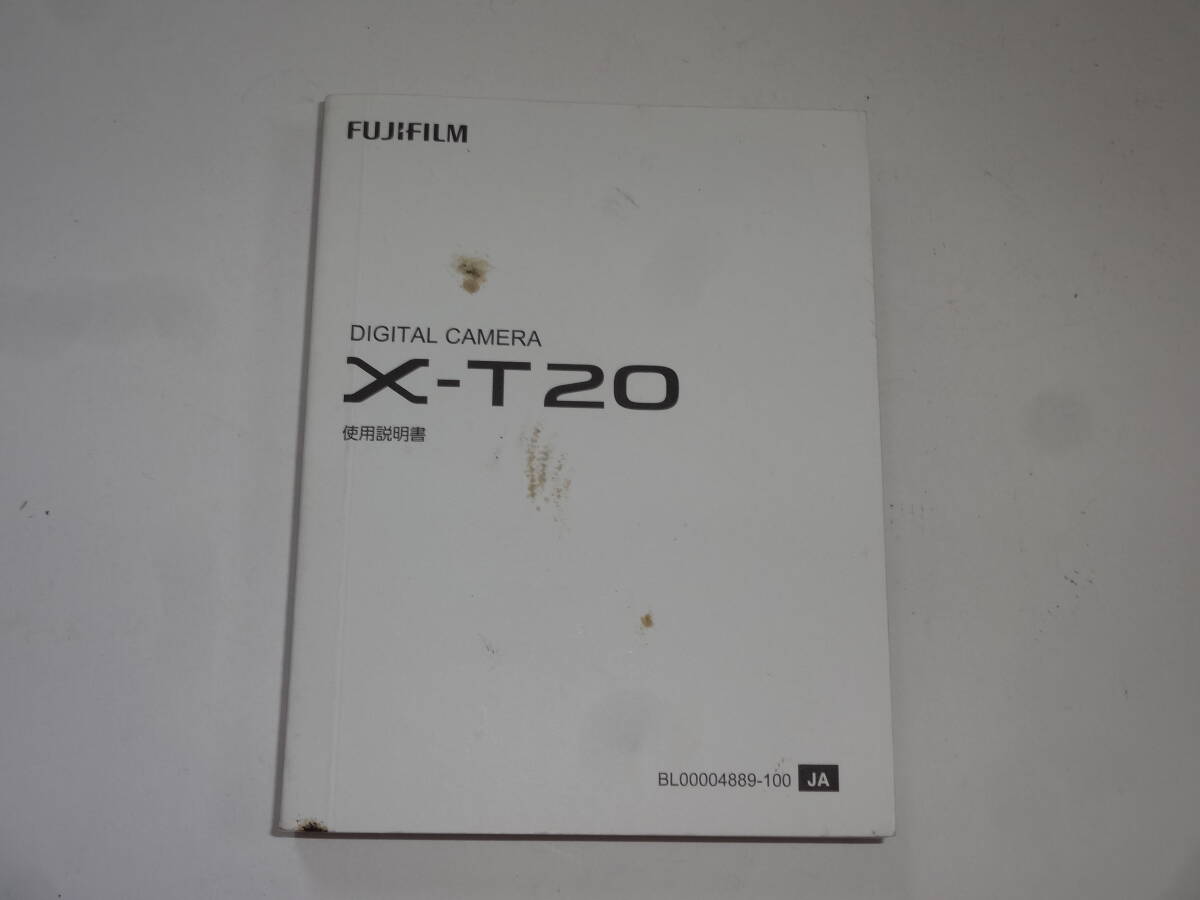 FUJIFILM
DIGITAL CAMERA
X-T20
使用説明書
BL00004889-100 JA